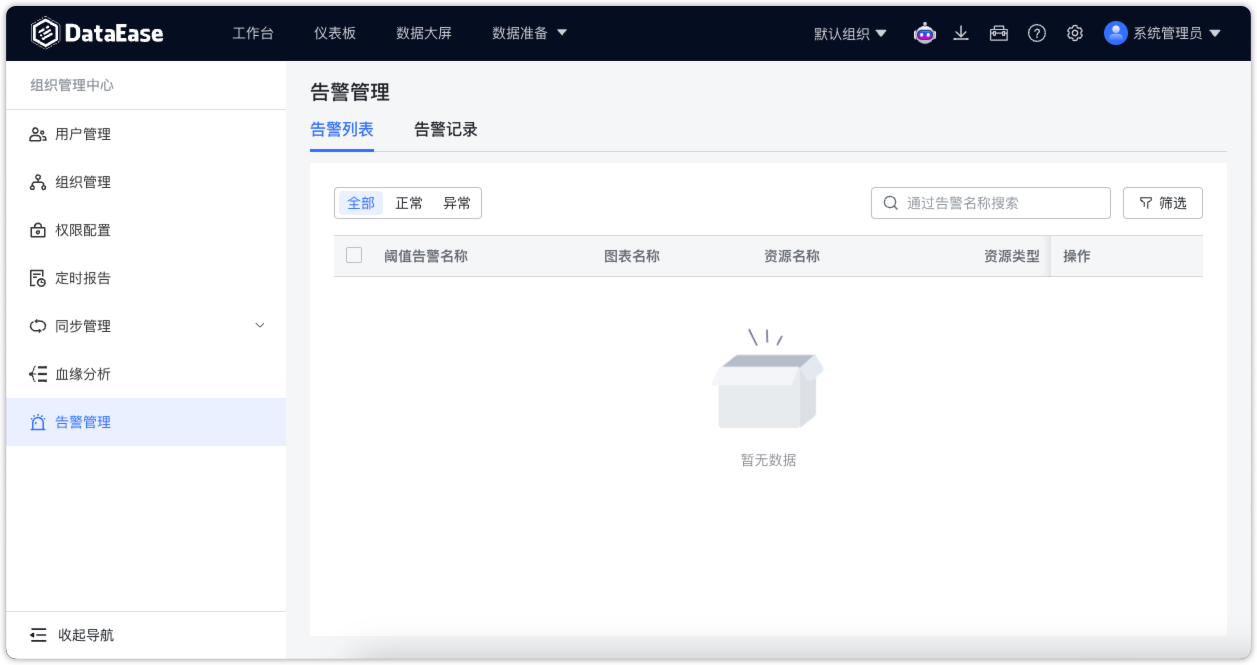 DataEase 工作台 仪表板 数据大屏 数据准备 默认组织 系统管理员
组织管理中心
用户管理
组织管理
权限配置
定时报告
同步管理
血缘分析
告警管理
收起导航
告警管理
告警列表 告警记录
全部 正常 异常 通过告警名称搜索 筛选
阈值告警名称 图表名称 资源名称 资源类型 操作
暂无数据